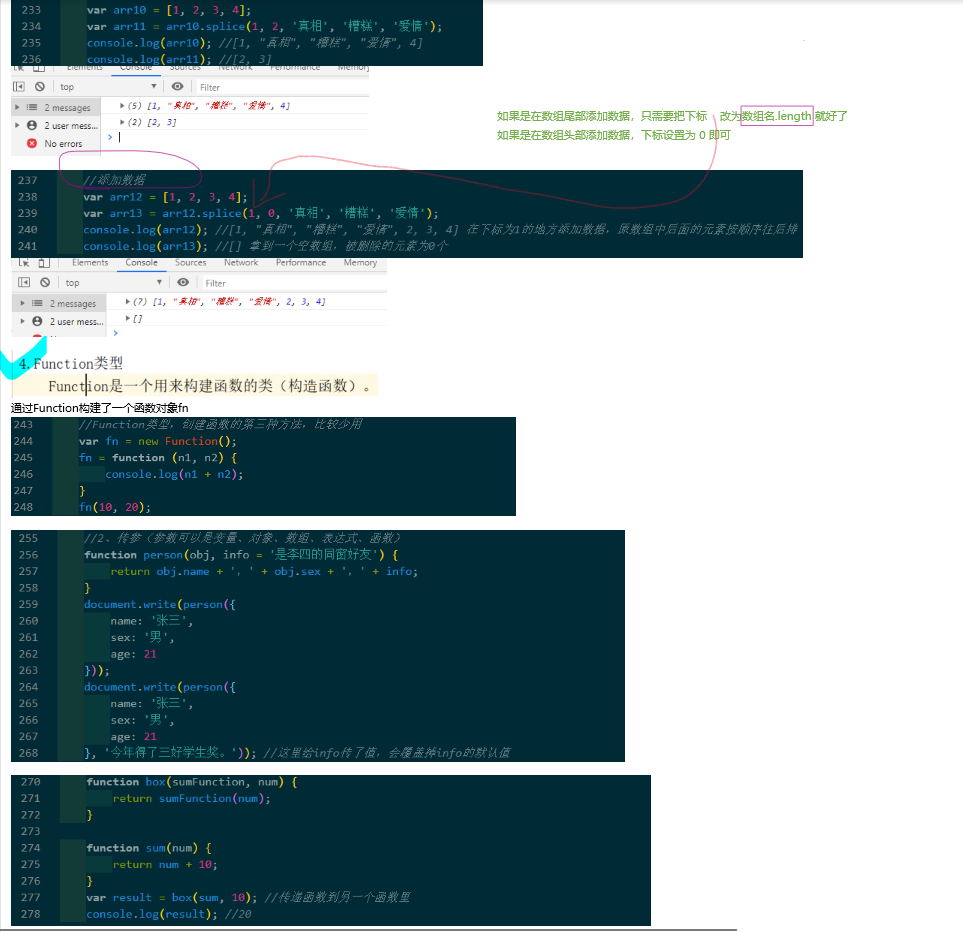 233 var arr10 = [1, 2, 3, 4];
234 var arr11 = arr10.splice(1, 2, '真相', '槽糕', '爱情');
235 console.log(arr10); //[1, "真相", "槽糕", "爱情", 4]
236 console.log(arr11); //[2, 3]
Elements Console Sources Network Performance Memory
top Filter
2 messages
2 user mess...
No errors
(5) [1, "真相", "槽糕", "爱情", 4]
(2) [2, 3]
>
如果是在数组尾部添加数据，只需要把下标 改为数组名.length 就好了
如果是在数组头部添加数据，下标设置为 0 即可
237 //添加数据
238 var arr12 = [1, 2, 3, 4];
239 var arr13 = arr12.splice(1, 0, '真相', '槽糕', '爱情');
240 console.log(arr12); //[1, "真相", "槽糕", "爱情", 2, 3, 4] 在下标为1的地方添加数据，原数组中后面的元素按顺序往后排
241 console.log(arr13); //[] 拿到一个空数组，被删除的元素为0个
Elements Console Sources Network Performance Memory
top Filter
2 messages
2 user mess...
(7) [1, "真相", "槽糕", "爱情", 2, 3, 4]
[]
>
4.Function类型
Function是一个用来构建函数的类（构造函数）。
通过Function构建了一个函数对象fn
243 //Function类型，创建函数的第三种方法，比较少用
244 var fn = new Function();
245 fn = function (n1, n2) {
246 console.log(n1 + n2);
247 }
248 fn(10, 20);
255 //2、传参（参数可以是变量、对象、数组、表达式、函数）
256 function person(obj, info = '是李四的同窗好友') {
257 return obj.name + '，' + obj.sex + '，' + info;
258 }
259 document.write(person({
260 name: '张三',
261 sex: '男',
262 age: 21
263 }));
264 document.write(person({
265 name: '张三',
266 sex: '男',
267 age: 21
268 }, '今年得了三好学生奖。')); //这里给info传了值，会覆盖掉info的默认值
270 function box(sumFunction, num) {
271 return sumFunction(num);
272 }
273
274 function sum(num) {
275 return num + 10;
276 }
277 var result = box(sum, 10); //传递函数到另一个函数里
278 console.log(result); //20